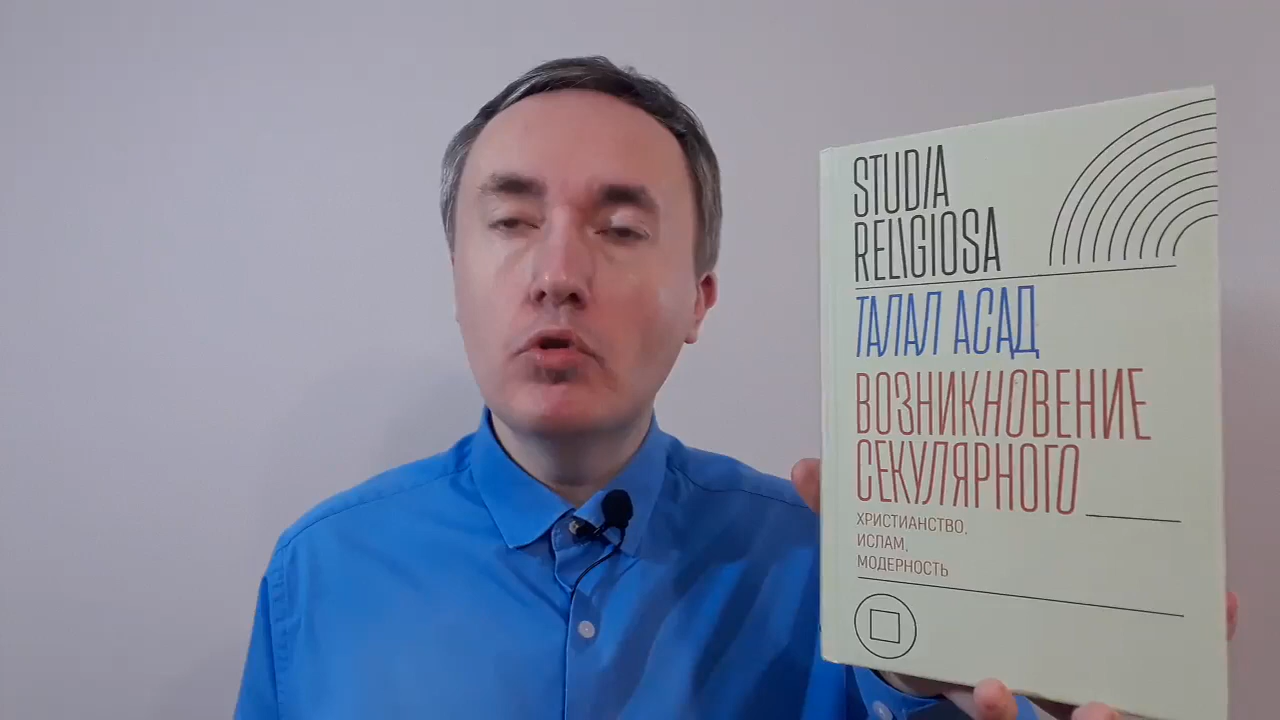 STUDIA
RELIGIOSA
ТАЛАЛ АСАД
ВОЗНИКНОВЕНИЕ
СЕКУЛЯРНОГО
ХРИСТИАНСТВО,
ИСЛАМ,
МОДЕРНОСТЬ